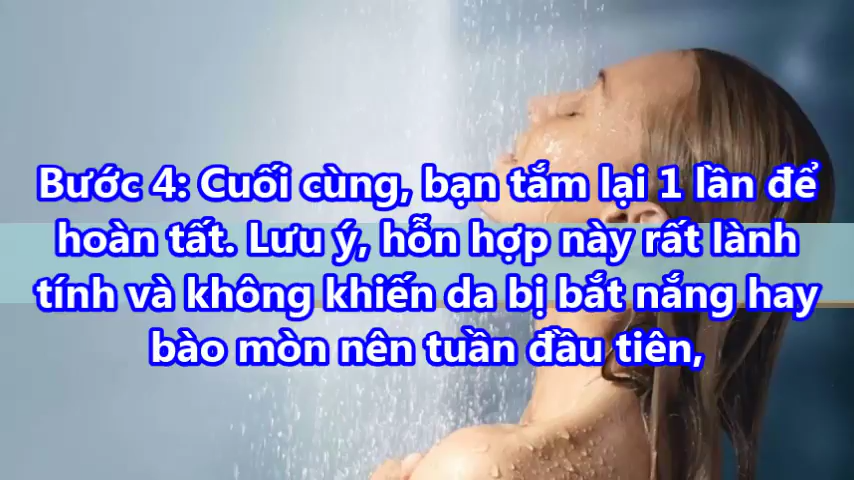 Bước 4: Cuối cùng, bạn tắm lại 1 lần để
hoàn tất. Lưu ý, hỗn hợp này rất lành
tính và không khiến da bị bắt nắng hay
bào mòn nên tuần đầu tiên,